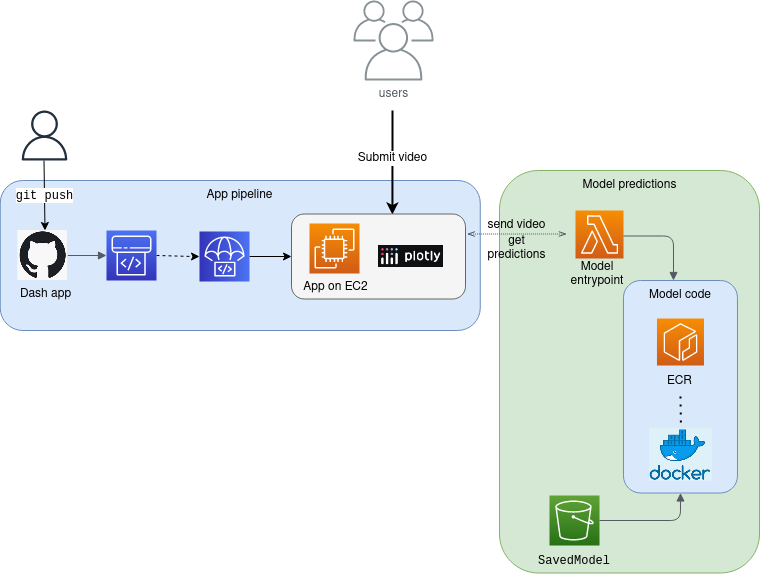 users
Submit video
git push
App pipeline
Dash app
</>
</>
App on EC2
plotly
send video
get
predictions
Model predictions
Model
entrypoint
Model code
ECR
docker
SavedModel